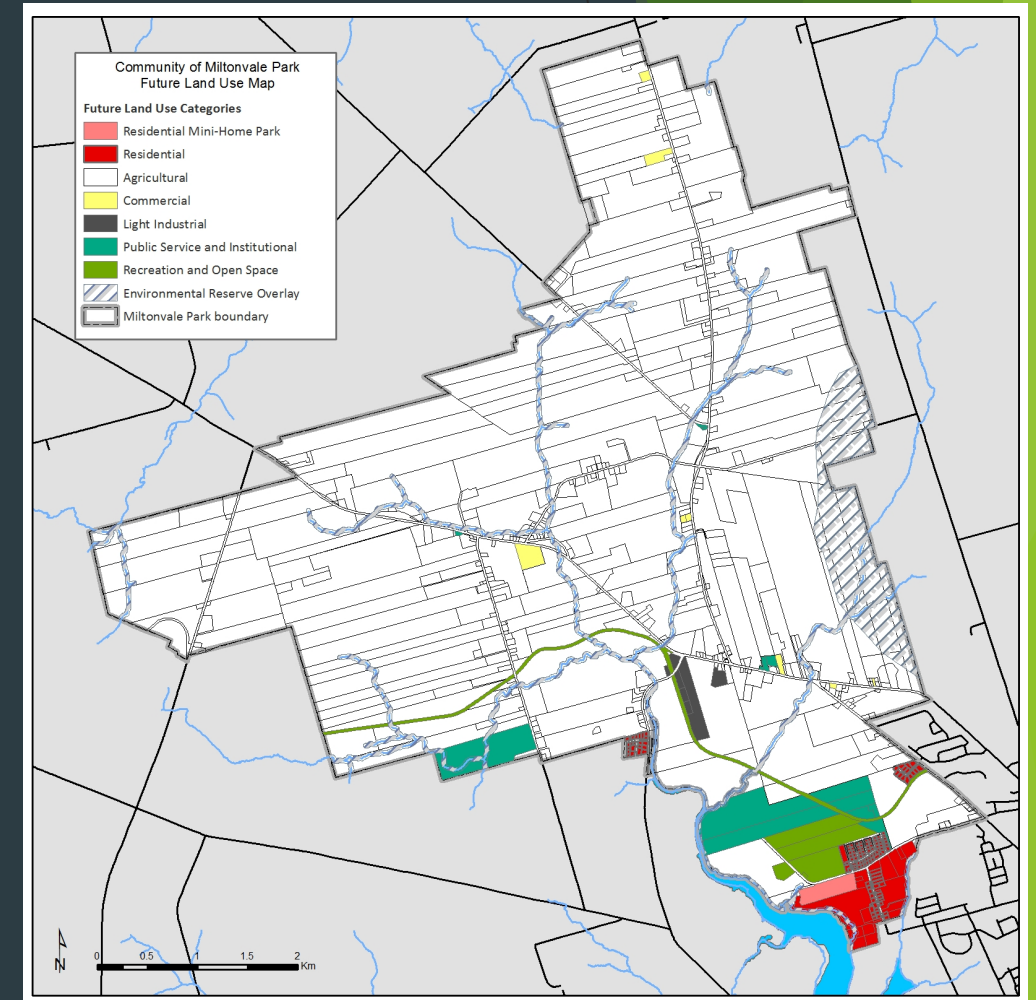 Community of Miltonvale Park
Future Land Use Map
Future Land Use Categories
Residential Mini-Home Park
Residential
Agricultural
Commercial
Light Industrial
Public Service and Institutional
Recreation and Open Space
Environmental Reserve Overlay
Miltonvale Park boundary
N
0 0.5 1 1.5 2
Km